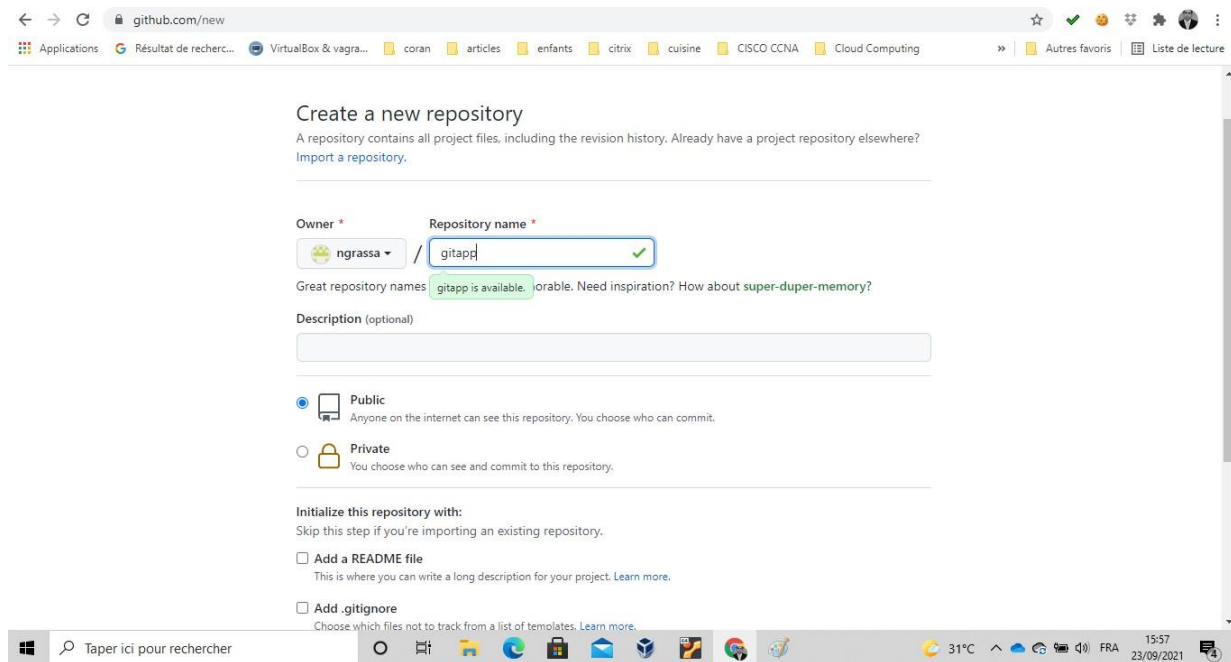 github.com/new
Applications Résultat de recherc... VirtualBox & vagra... coran articles enfants citrix cuisine CISCO CCNA Cloud Computing » Autres favoris Liste de lecture
Create a new repository
A repository contains all project files, including the revision history. Already have a project repository elsewhere?
Import a repository.
Owner * Repository name *
ngrassa / gitapp
Great repository names gitapp is available. orable. Need inspiration? How about super-duper-memory?
Description (optional)
Public
Anyone on the internet can see this repository. You choose who can commit.
Private
You choose who can see and commit to this repository.
Initialize this repository with:
Skip this step if you're importing an existing repository.
Add a README file
This is where you can write a long description for your project. Learn more.
Add .gitignore
Choose which files not to track from a list of templates. Learn more.
Taper ici pour rechercher 31°C FRA 15:57
23/09/2021 4